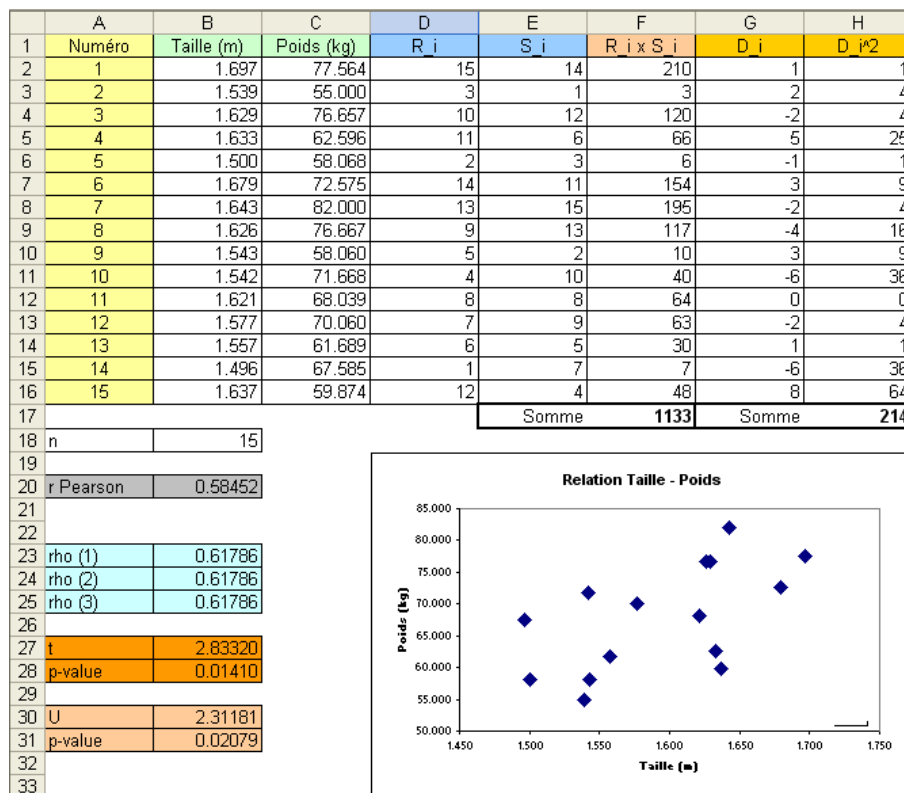 A B C D E F G H
1 Numéro Taille (m) Poids (kg) R_i S_i R_i x S_i D_i D_i^2
2 1 1.697 77.564 15 14 210 1 1
3 2 1.539 55.000 3 1 3 2 4
4 3 1.629 76.657 10 12 120 -2 4
5 4 1.633 62.596 11 6 66 5 25
6 5 1.500 58.068 2 3 6 -1 1
7 6 1.679 72.575 14 11 154 3 9
8 7 1.643 82.000 13 15 195 -2 4
9 8 1.626 76.667 9 13 117 -4 16
10 9 1.543 58.060 5 2 10 3 9
11 10 1.542 71.668 4 10 40 -6 36
12 11 1.621 68.039 8 8 64 0 0
13 12 1.577 70.060 7 9 63 -2 4
14 13 1.557 61.689 6 5 30 1 1
15 14 1.496 67.585 1 7 7 -6 36
16 15 1.637 59.874 12 4 48 8 64
17 Somme 1133 Somme 214
18 n 15
19
20 r Pearson 0.58452
21
22
23 rho (1) 0.61786
24 rho (2) 0.61786
25 rho (3) 0.61786
26
27 t 2.83320
28 p-value 0.01410
29
30 U 2.31181
31 p-value 0.02079
32
33
Relation Taille - Poids
85.000
80.000
75.000
70.000
65.000
60.000
55.000
50.000
Poids (kg)
1.450 1.500 1.550 1.600 1.650 1.700 1.750
Taille (m)